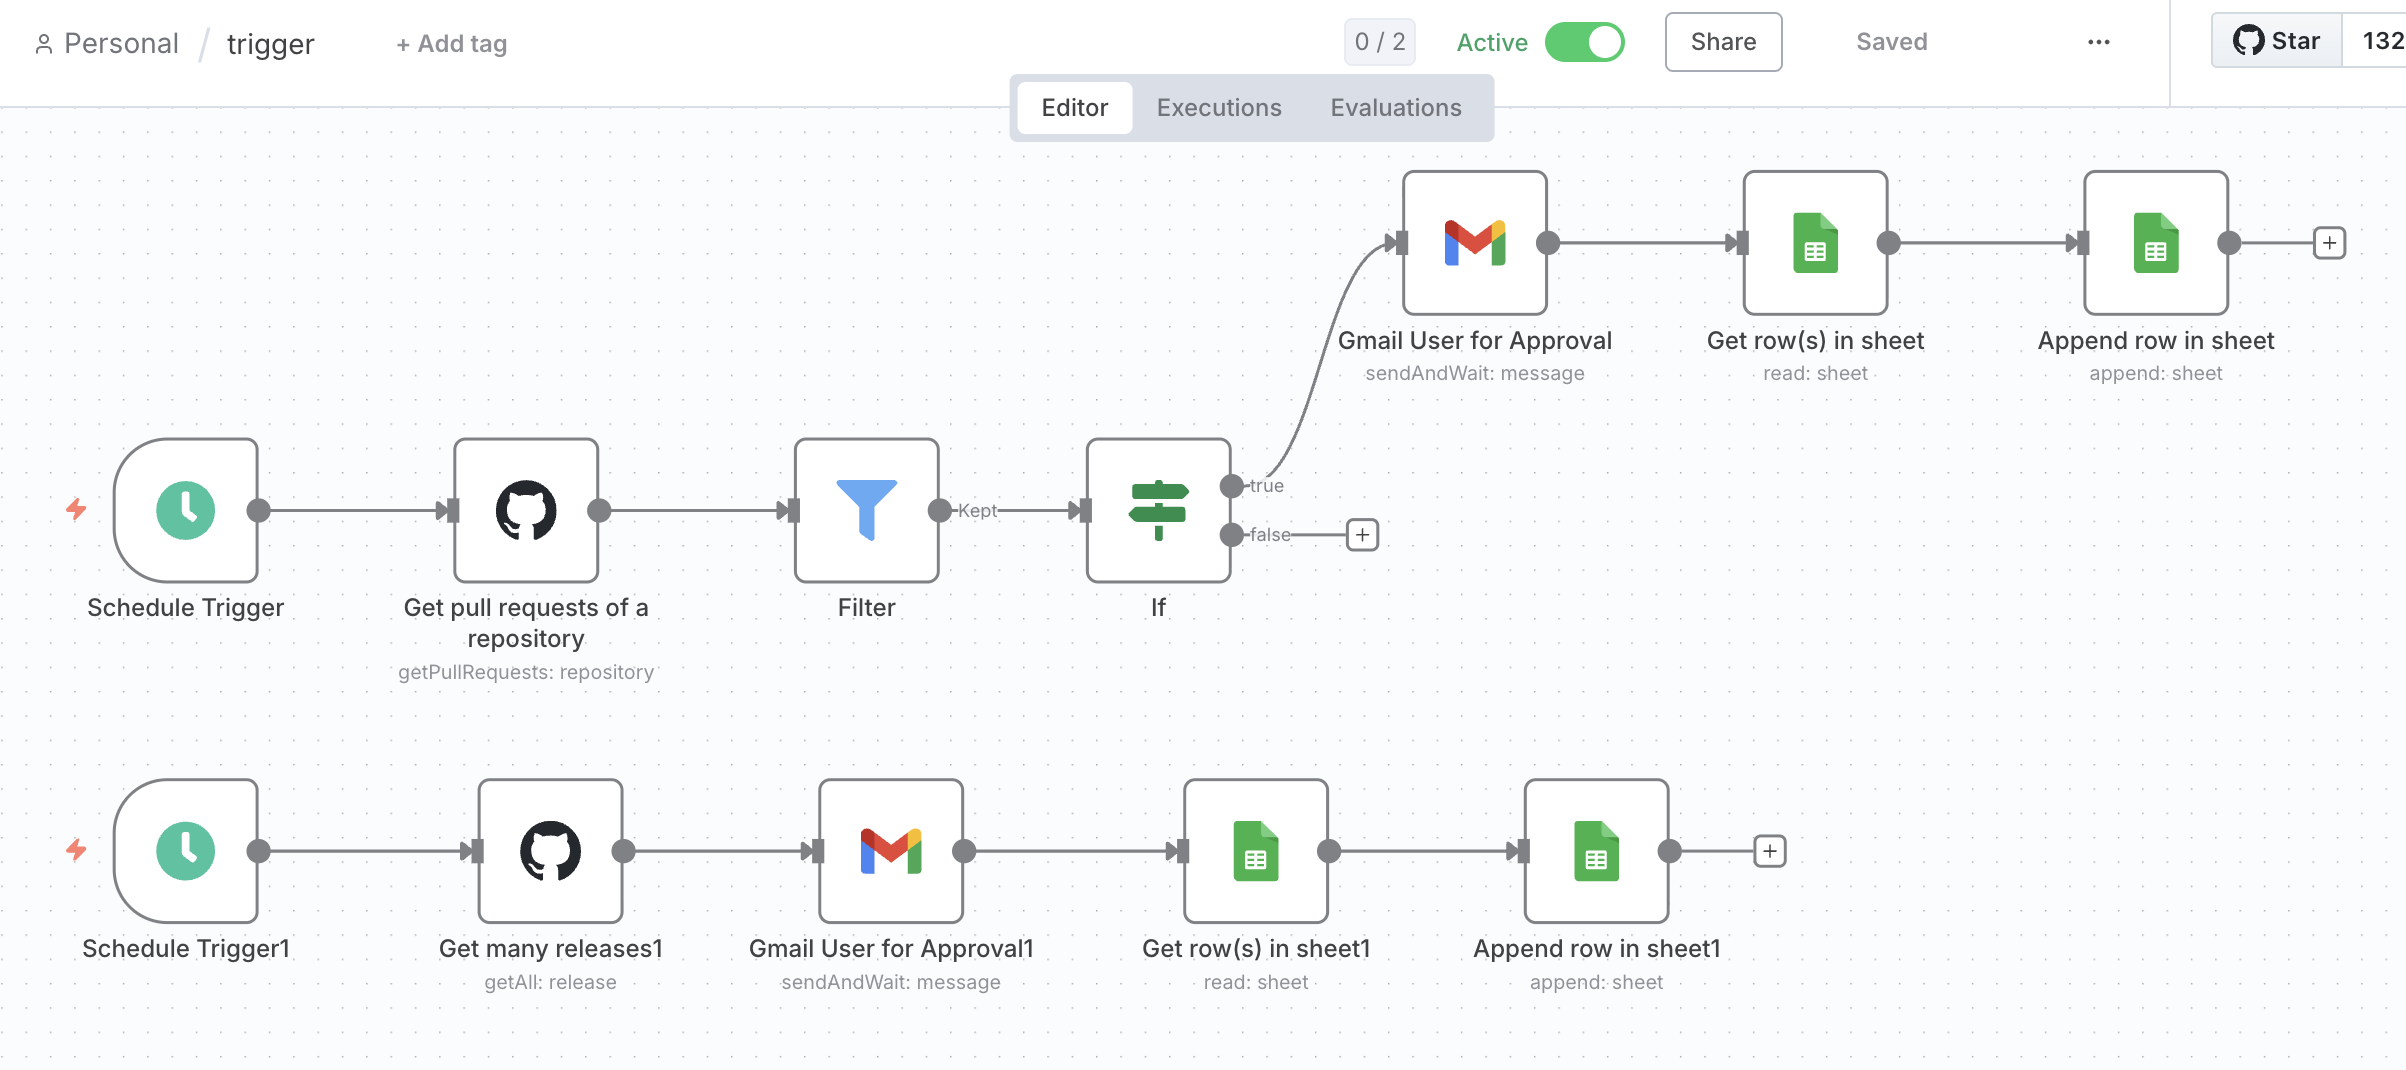 Personal / trigger + Add tag 0 / 2 Active Share Saved ... Star 132
Editor Executions Evaluations
Gmail User for Approval
sendAndWait: message
Get row(s) in sheet
read: sheet
Append row in sheet
append: sheet
Schedule Trigger
Get pull requests of a
repository
getPullRequests: repository
Kept
Filter
If
true
false
Schedule Trigger1
Get many releases1
getAll: release
Gmail User for Approval1
sendAndWait: message
Get row(s) in sheet1
read: sheet
Append row in sheet1
append: sheet